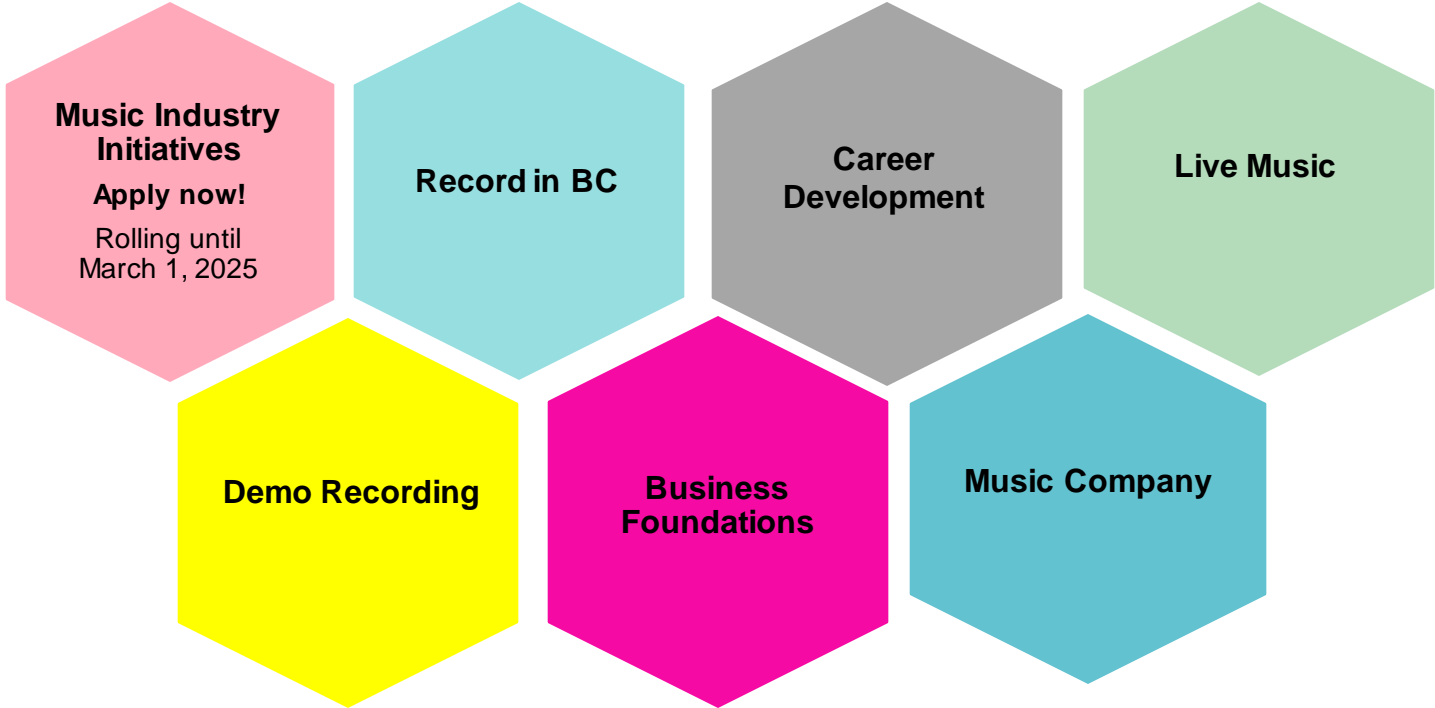 Music Industry
Initiatives
Apply now!
Rolling until
March 1, 2025
Record in BC
Career
Development
Live Music
Demo Recording
Business
Foundations
Music Company